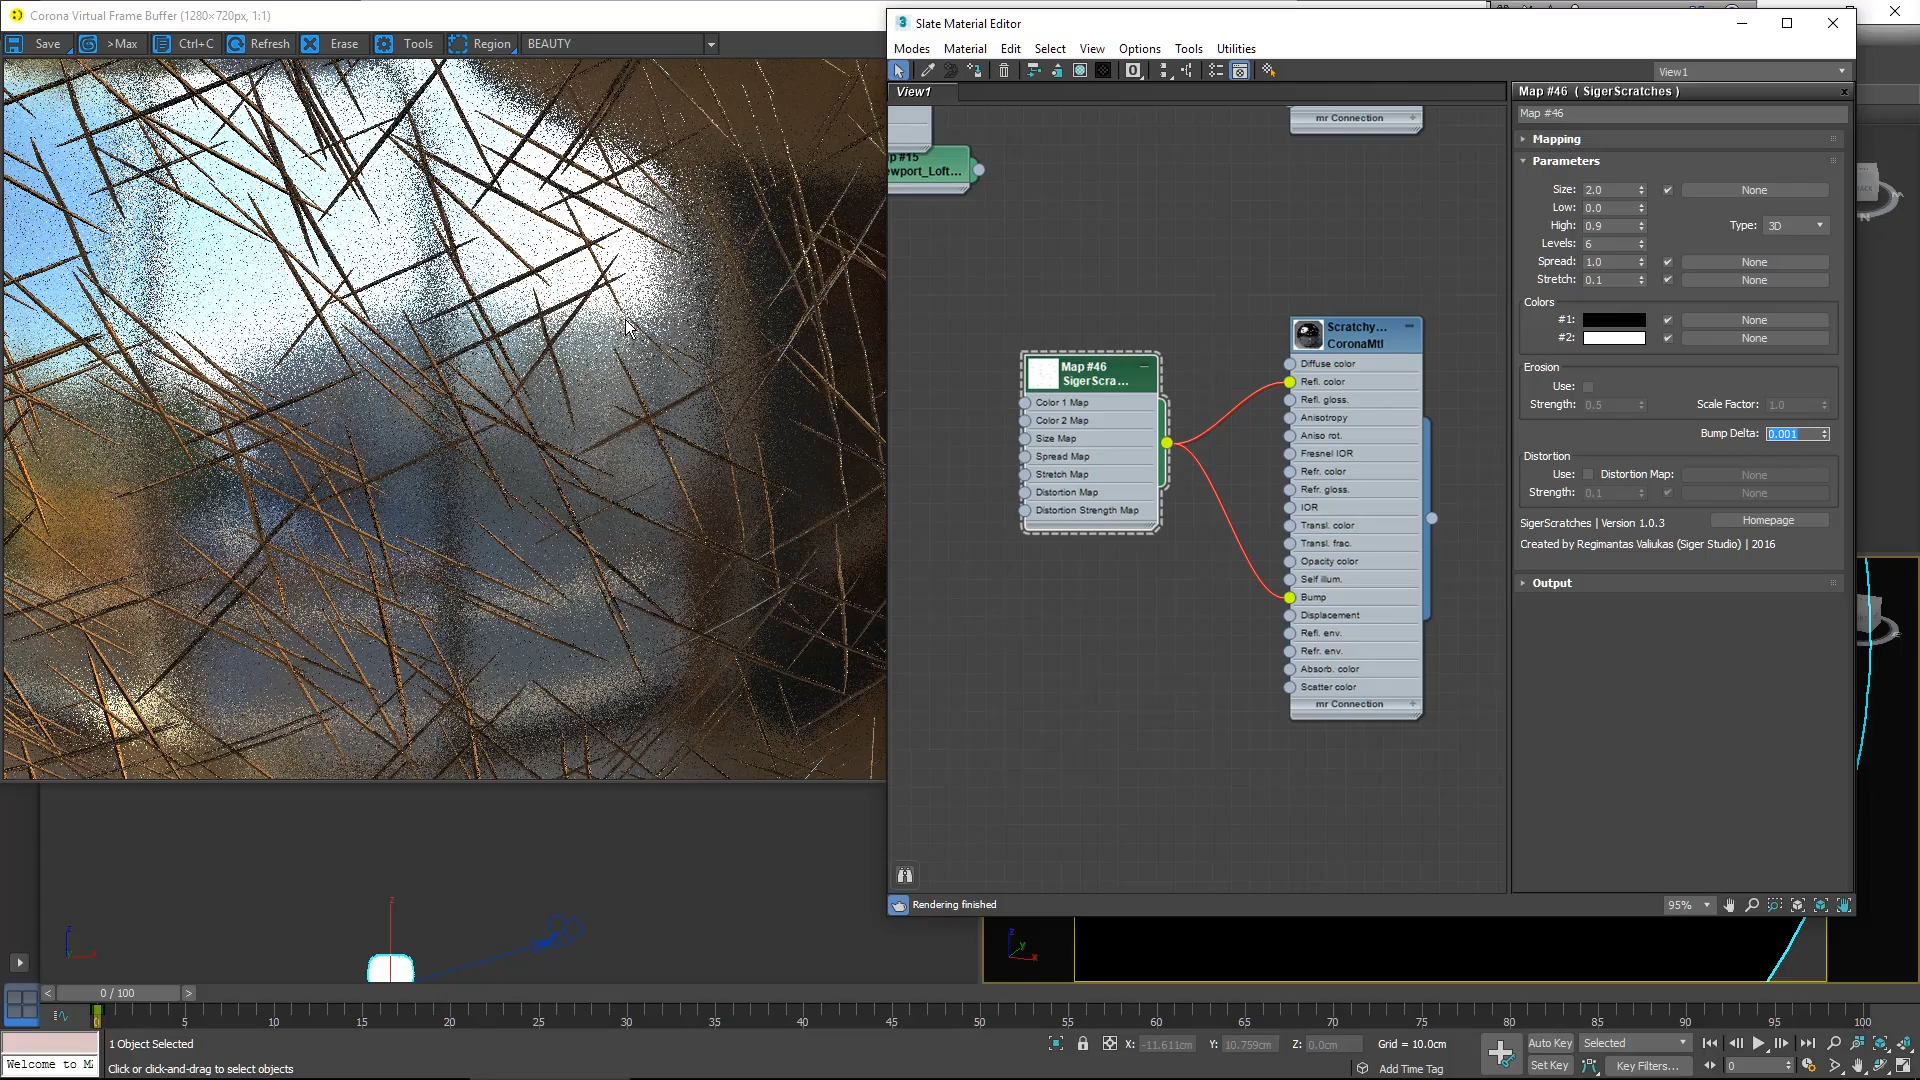 Corona Virtual Frame Buffer (1280×720px, 1:1)
Save
>Max
Ctrl+C
Refresh
Erase
Tools
Region
BEAUTY
Slate Material Editor
Modes Material Edit Select View Options Tools Utilities
View1
View1
mr Connection
p #15
ewport_Loft...
Map #46
SigerScra...
Color 1 Map
Color 2 Map
Size Map
Spread Map
Stretch Map
Distortion Map
Distortion Strength Map
Scratchy...
CoronaMtl
Diffuse color
Refl. color
Refl. gloss.
Anisotropy
Aniso rot.
Fresnel IOR
Refr. color
Refr. gloss.
IOR
Transl. color
Transl. frac.
Opacity color
Self illum.
Bump
Displacement
Refl. env.
Refr. env.
Absorb. color
Scatter color
mr Connection
Map #46 ( SigerScratches )
Map #46
Mapping
Parameters
Size: 2.0 None
Low: 0.0
High: 0.9 Type: 3D
Levels: 6
Spread: 1.0 None
Stretch: 0.1 None
Colors
#1: None
#2: None
Erosion
Use:
Strength: 0.5 Scale Factor: 1.0
Bump Delta: 0.001
Distortion
Use: Distortion Map: None
Strength: 0.1 None
SigerScratches | Version 1.0.3 Homepage
Created by Regimantas Valiukas (Siger Studio) | 2016
Output
Rendering finished
95%
z
< 0 / 100 >
5 10 15 20 25 30 35 40 45 50 55 60 65 70 75 80 85 90 95 100
1 Object Selected
X: -11.611cm Y: 10.759cm Z: 0.0cm Grid = 10.0cm
Auto Key Selected
Welcome to M
Click or click-and-drag to select objects
Add Time Tag
Set Key Key Filters... 0